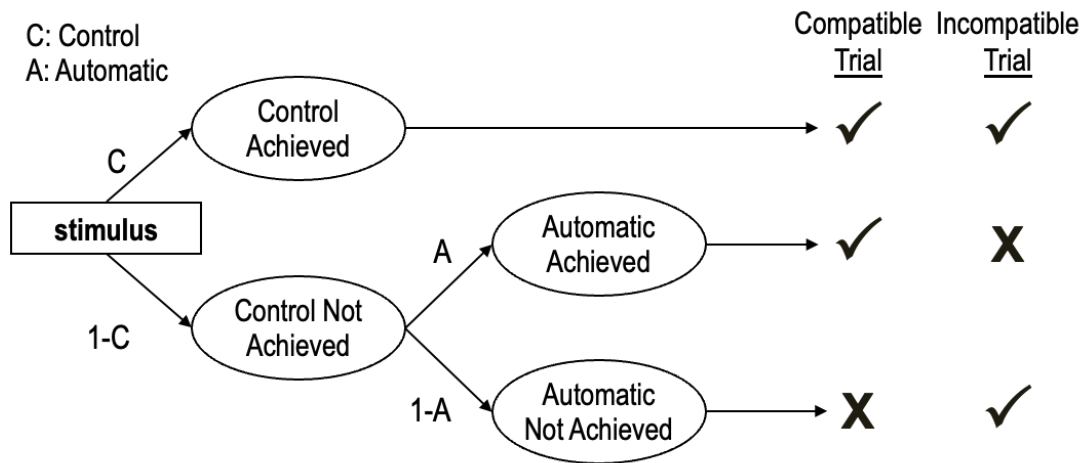 C: Control
A: Automatic
Compatible
Trial
Incompatible
Trial
Control
Achieved
C
stimulus
A
Automatic
Achieved
1-C
Control Not
Achieved
1-A
Automatic
Not Achieved